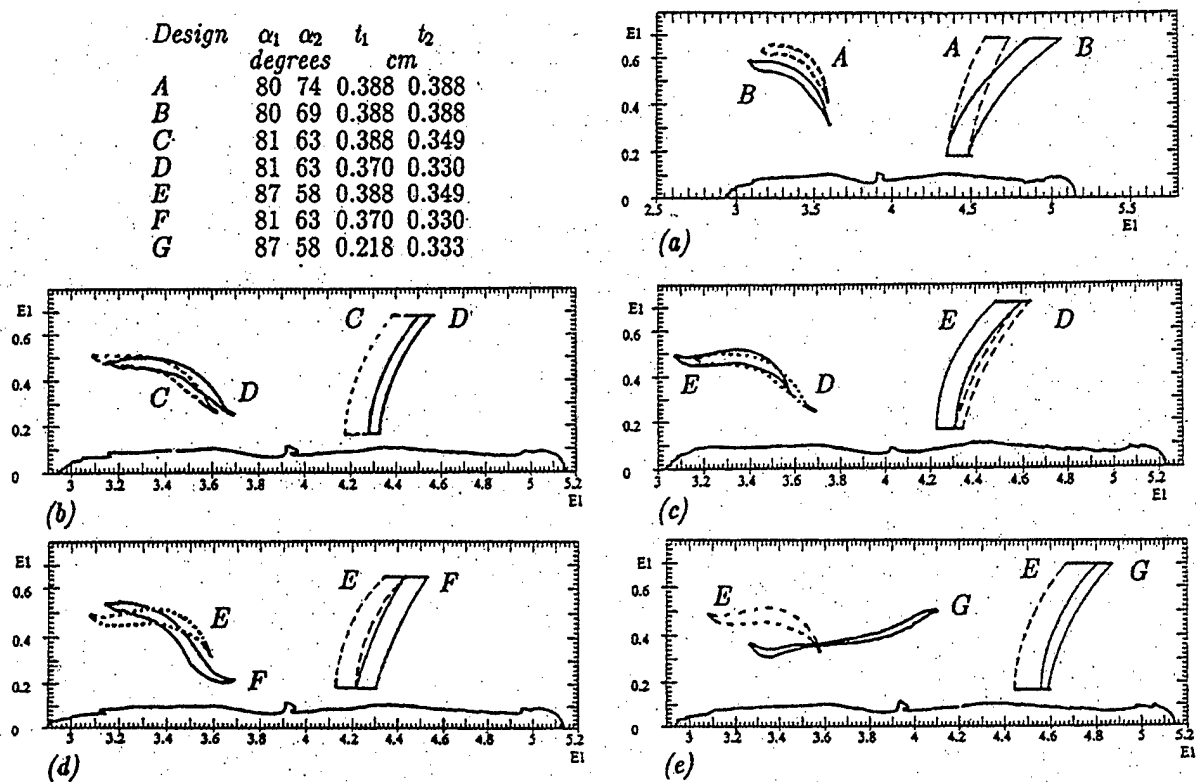 Design α₁ α₂ t₁ t₂
degrees cm
A 80 74 0.388 0.388
B 80 69 0.388 0.388
C 81 63 0.388 0.349
D 81 63 0.370 0.330
E 87 58 0.388 0.349
F 81 63 0.370 0.330
G 87 58 0.218 0.333
E1
0.6
0.4
0.2
0
A
B
A
B
2.5 3 3.5 4 4.5 5 5.5
E1
(a)
E1
0.6
0.4
0.2
0
C
D
C
D
3 3.2 3.4 3.6 3.8 4 4.2 4.4 4.6 4.8 5 5.2
E1
(b)
E1
0.6
0.4
0.2
0
E
D
E
D
3 3.2 3.4 3.6 3.8 4 4.2 4.4 4.6 4.8 5 5.2
E1
(c)
E1
0.6
0.4
0.2
0
E
F
E
F
3 3.2 3.4 3.6 3.8 4 4.2 4.4 4.6 4.8 5 5.2
E1
(d)
E1
0.6
0.4
0.2
0
E
G
E
G
3 3.2 3.4 3.6 3.8 4 4.2 4.4 4.6 4.8 5 5.2
E1
(e)